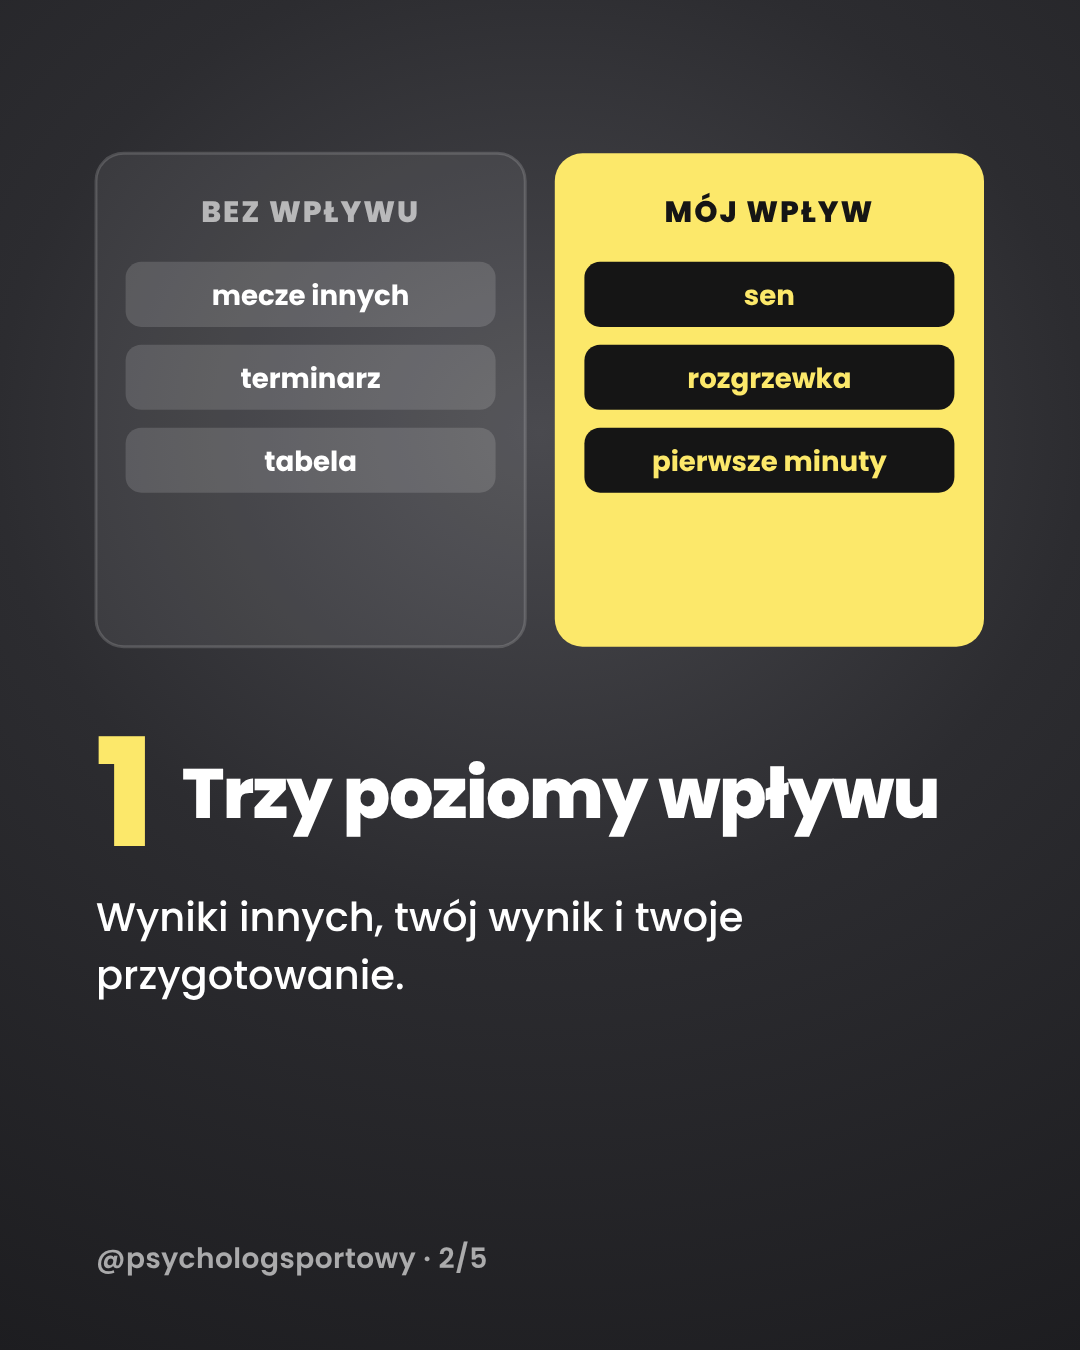 BEZ WPŁYWU
mecze innych
terminarz
tabela
MÓJ WPŁYW
sen
rozgrzewka
pierwsze minuty
1 Trzy poziomy wpływu
Wyniki innych, twój wynik i twoje
przygotowanie.
@psychologsportowy · 2/5